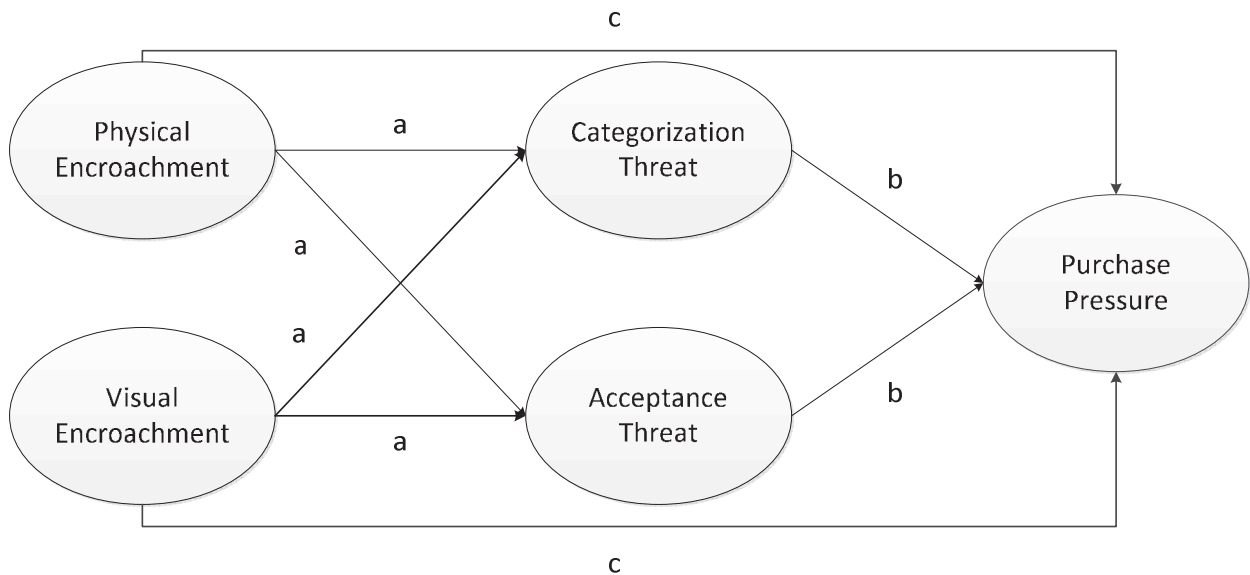 c
Physical
Encroachment
a
Categorization
Threat
b
a
Purchase
Pressure
a
Visual
Encroachment
a
Acceptance
Threat
b
c